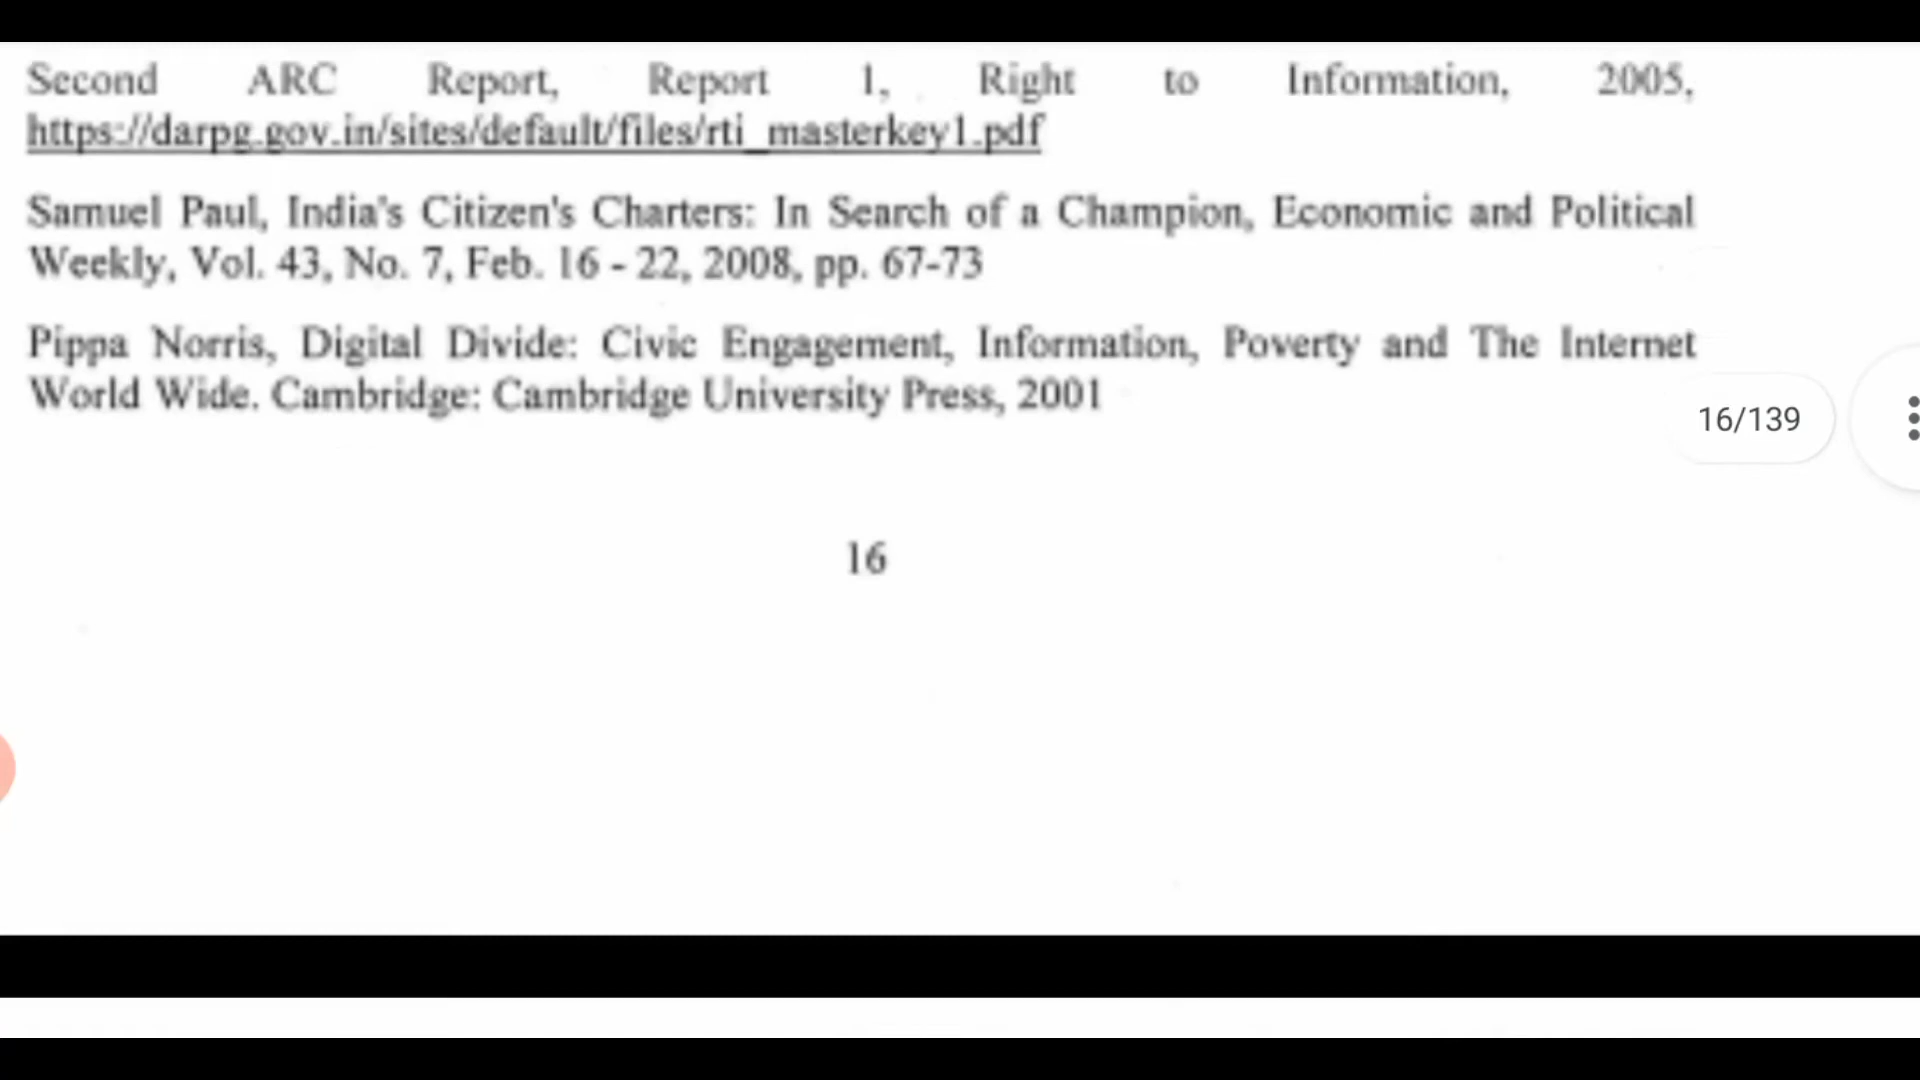 Second ARC Report, Report 1, Right to Information, 2005,
https://darpg.gov.in/sites/default/files/rti_masterkey1.pdf
Samuel Paul, India's Citizen's Charters: In Search of a Champion, Economic and Political
Weekly, Vol. 43, No. 7, Feb. 16 - 22, 2008, pp. 67-73
Pippa Norris, Digital Divide: Civic Engagement, Information, Poverty and The Internet
World Wide. Cambridge: Cambridge University Press, 2001
16/139
16